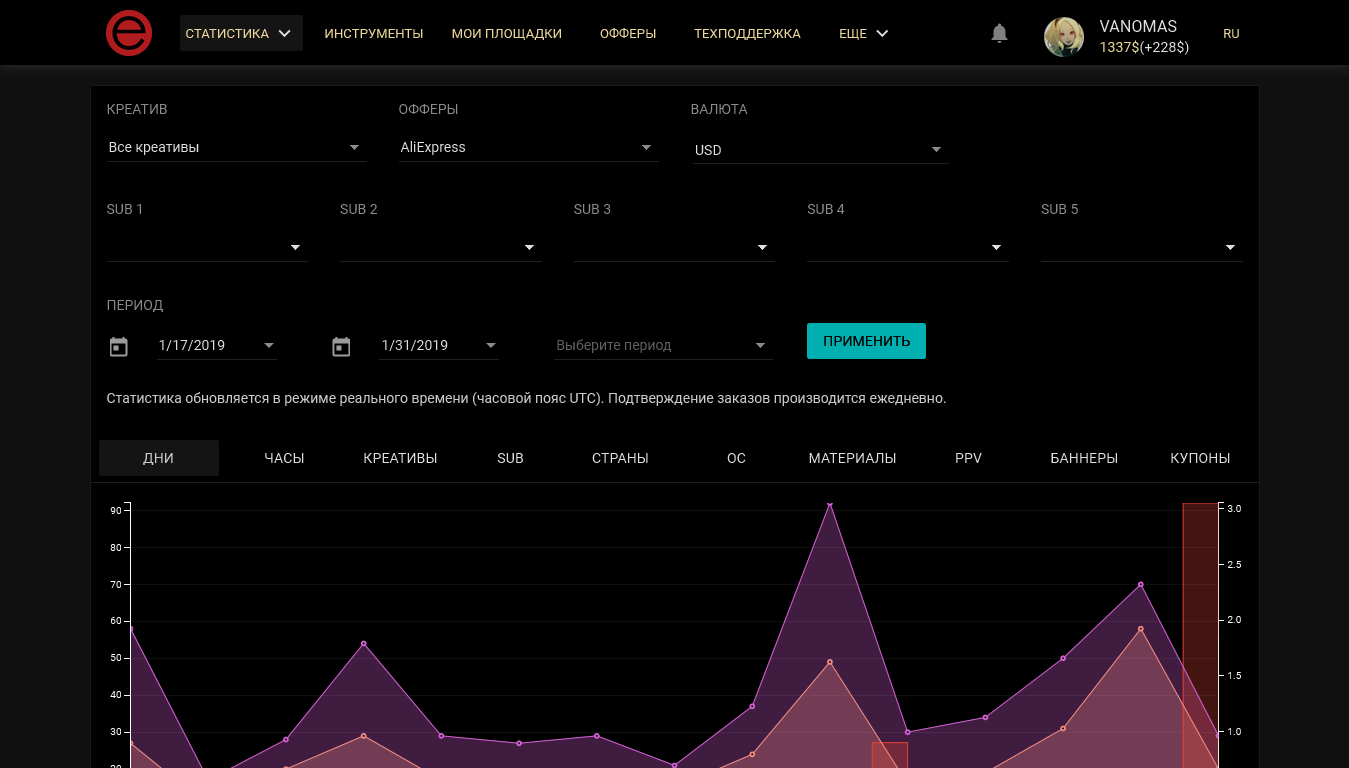 СТАТИСТИКА ИНСТРУМЕНТЫ МОИ ПЛОЩАДКИ ОФФЕРЫ ТЕХПОДДЕРЖКА ЕЩЕ VANOMAS RU
1337$(+228$)
КРЕАТИВ ОФФЕРЫ ВАЛЮТА
Все креативы AliExpress USD
SUB 1 SUB 2 SUB 3 SUB 4 SUB 5
ПЕРИОД
1/17/2019 1/31/2019 Выберите период ПРИМЕНИТЬ
Статистика обновляется в режиме реального времени (часовой пояс UTC). Подтверждение заказов производится ежедневно.
ДНИ ЧАСЫ КРЕАТИВЫ SUB СТРАНЫ ОС МАТЕРИАЛЫ PPV БАННЕРЫ КУПОНЫ
90 3.0
80 2.5
70
60 2.0
50 1.5
40
30 1.0
20